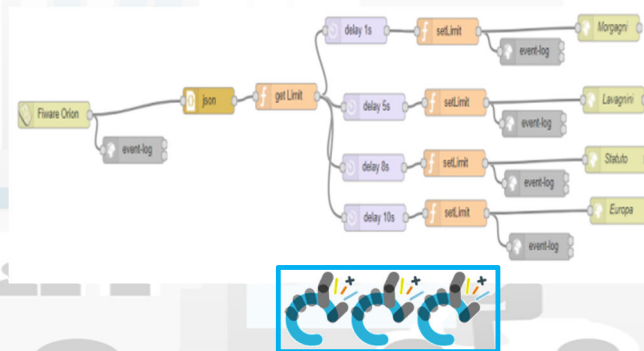 delay 1s setLimit Morgagni
event-log
Fiware Orion json get Limit delay 5s setLimit Lavagnini
event-log event-log
delay 8s setLimit Statuto
event-log
delay 10s setLimit Europa
event-log